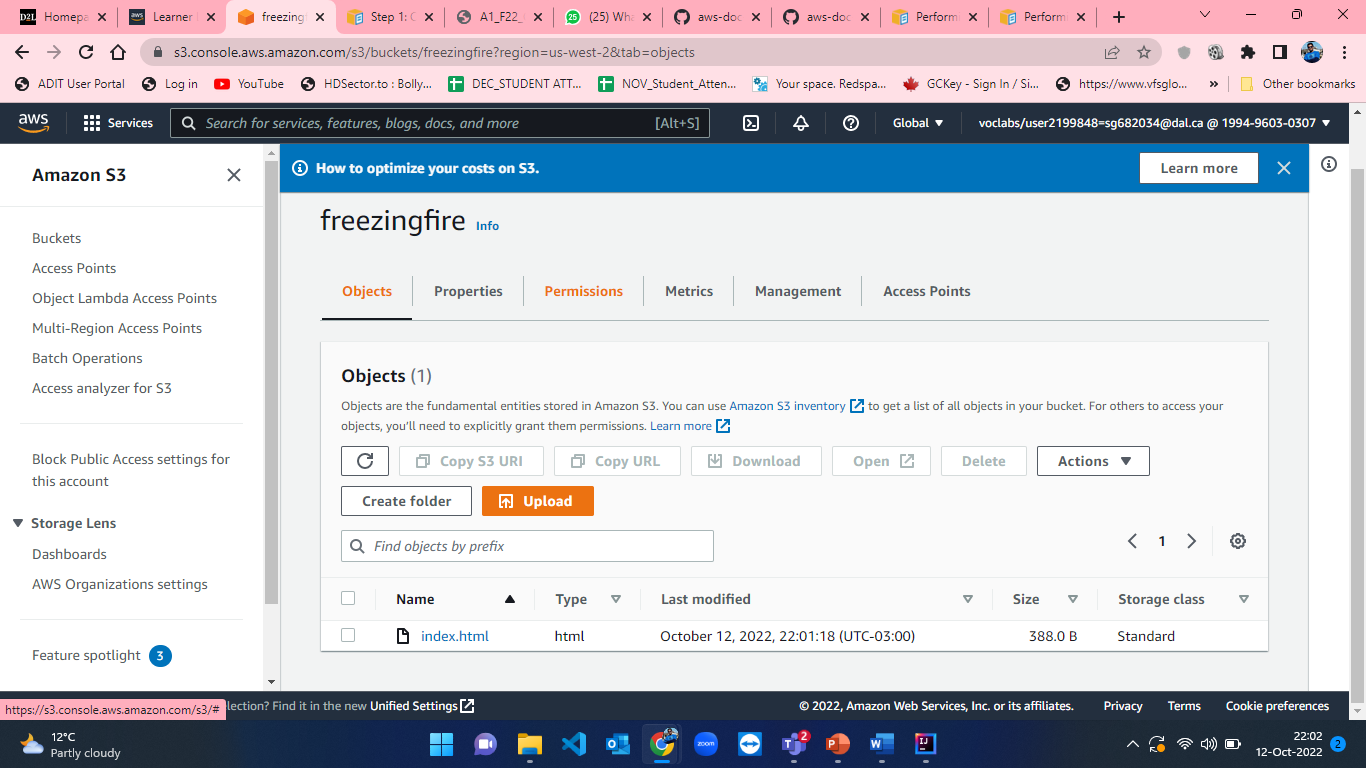 D2L Homepa
aws Learner
freezingf
Step 1: C
A1_F22_
25 (25) Wha
aws-doc
aws-doc
Perform
Perform
s3.console.aws.amazon.com/s3/buckets/freezingfire?region=us-west-2&tab=objects
ADIT User Portal
Log in
YouTube
HDSector.to : Bolly...
DEC_STUDENT ATT...
NOV_Student_Atten...
Your space. Redspa...
GCKey - Sign In / Si...
https://www.vfsglo...
»
Other bookmarks
aws
Services
Search for services, features, blogs, docs, and more [Alt+S]
Global
voclabs/user2199848=sg682034@dal.ca @ 1994-9603-0307
Amazon S3
Buckets
Access Points
Object Lambda Access Points
Multi-Region Access Points
Batch Operations
Access analyzer for S3
Block Public Access settings for
this account
Storage Lens
Dashboards
AWS Organizations settings
Feature spotlight 3
How to optimize your costs on S3.
Learn more
freezingfire Info
Objects Properties Permissions Metrics Management Access Points
Objects (1)
Objects are the fundamental entities stored in Amazon S3. You can use Amazon S3 inventory to get a list of all objects in your bucket. For others to access your
objects, you'll need to explicitly grant them permissions. Learn more
Copy S3 URI Copy URL Download Open Delete Actions
Create folder Upload
Find objects by prefix
1
Name Type Last modified Size Storage class
index.html html October 12, 2022, 22:01:18 (UTC-03:00) 388.0 B Standard
https://s3.console.aws.amazon.com/s3/#
election? Find it in the new Unified Settings
© 2022, Amazon Web Services, Inc. or its affiliates. Privacy Terms Cookie preferences
12°C
Partly cloudy
zoom
2
22:02
12-Oct-2022
2